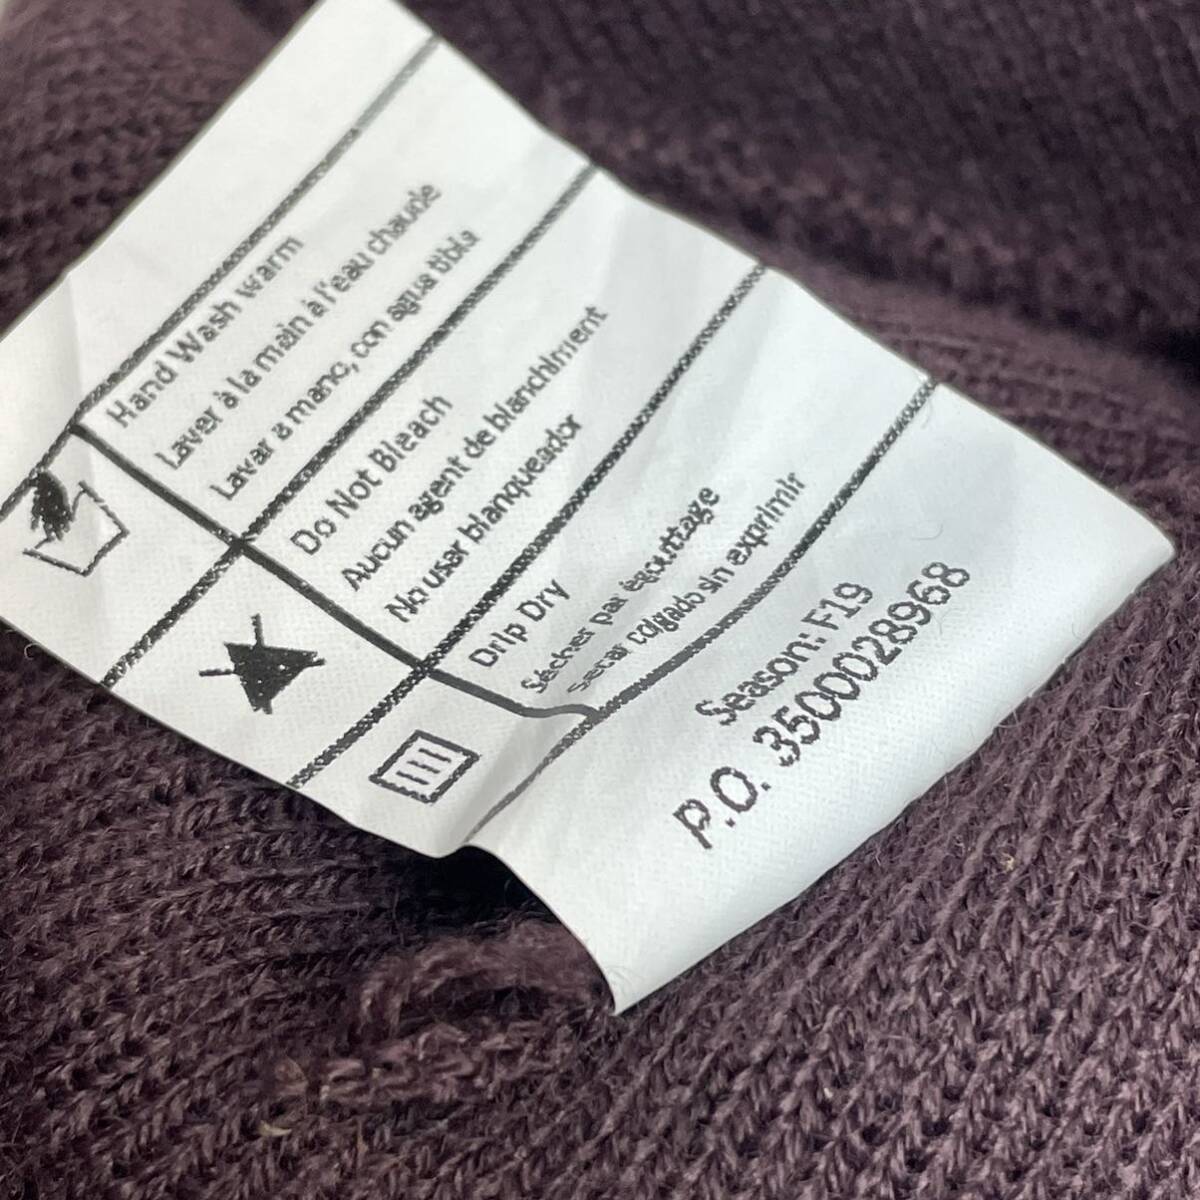 Hand Wash warm
Laver à la main à l'eau chaude
Lavar a mano, con agua tibia
Do Not Bleach
Aucun agent de blanchiment
No usar blanqueador
Drip Dry
Sécher par égouttage
Secar colgado sin exprimir
Season: F19
P.O. 3500028968